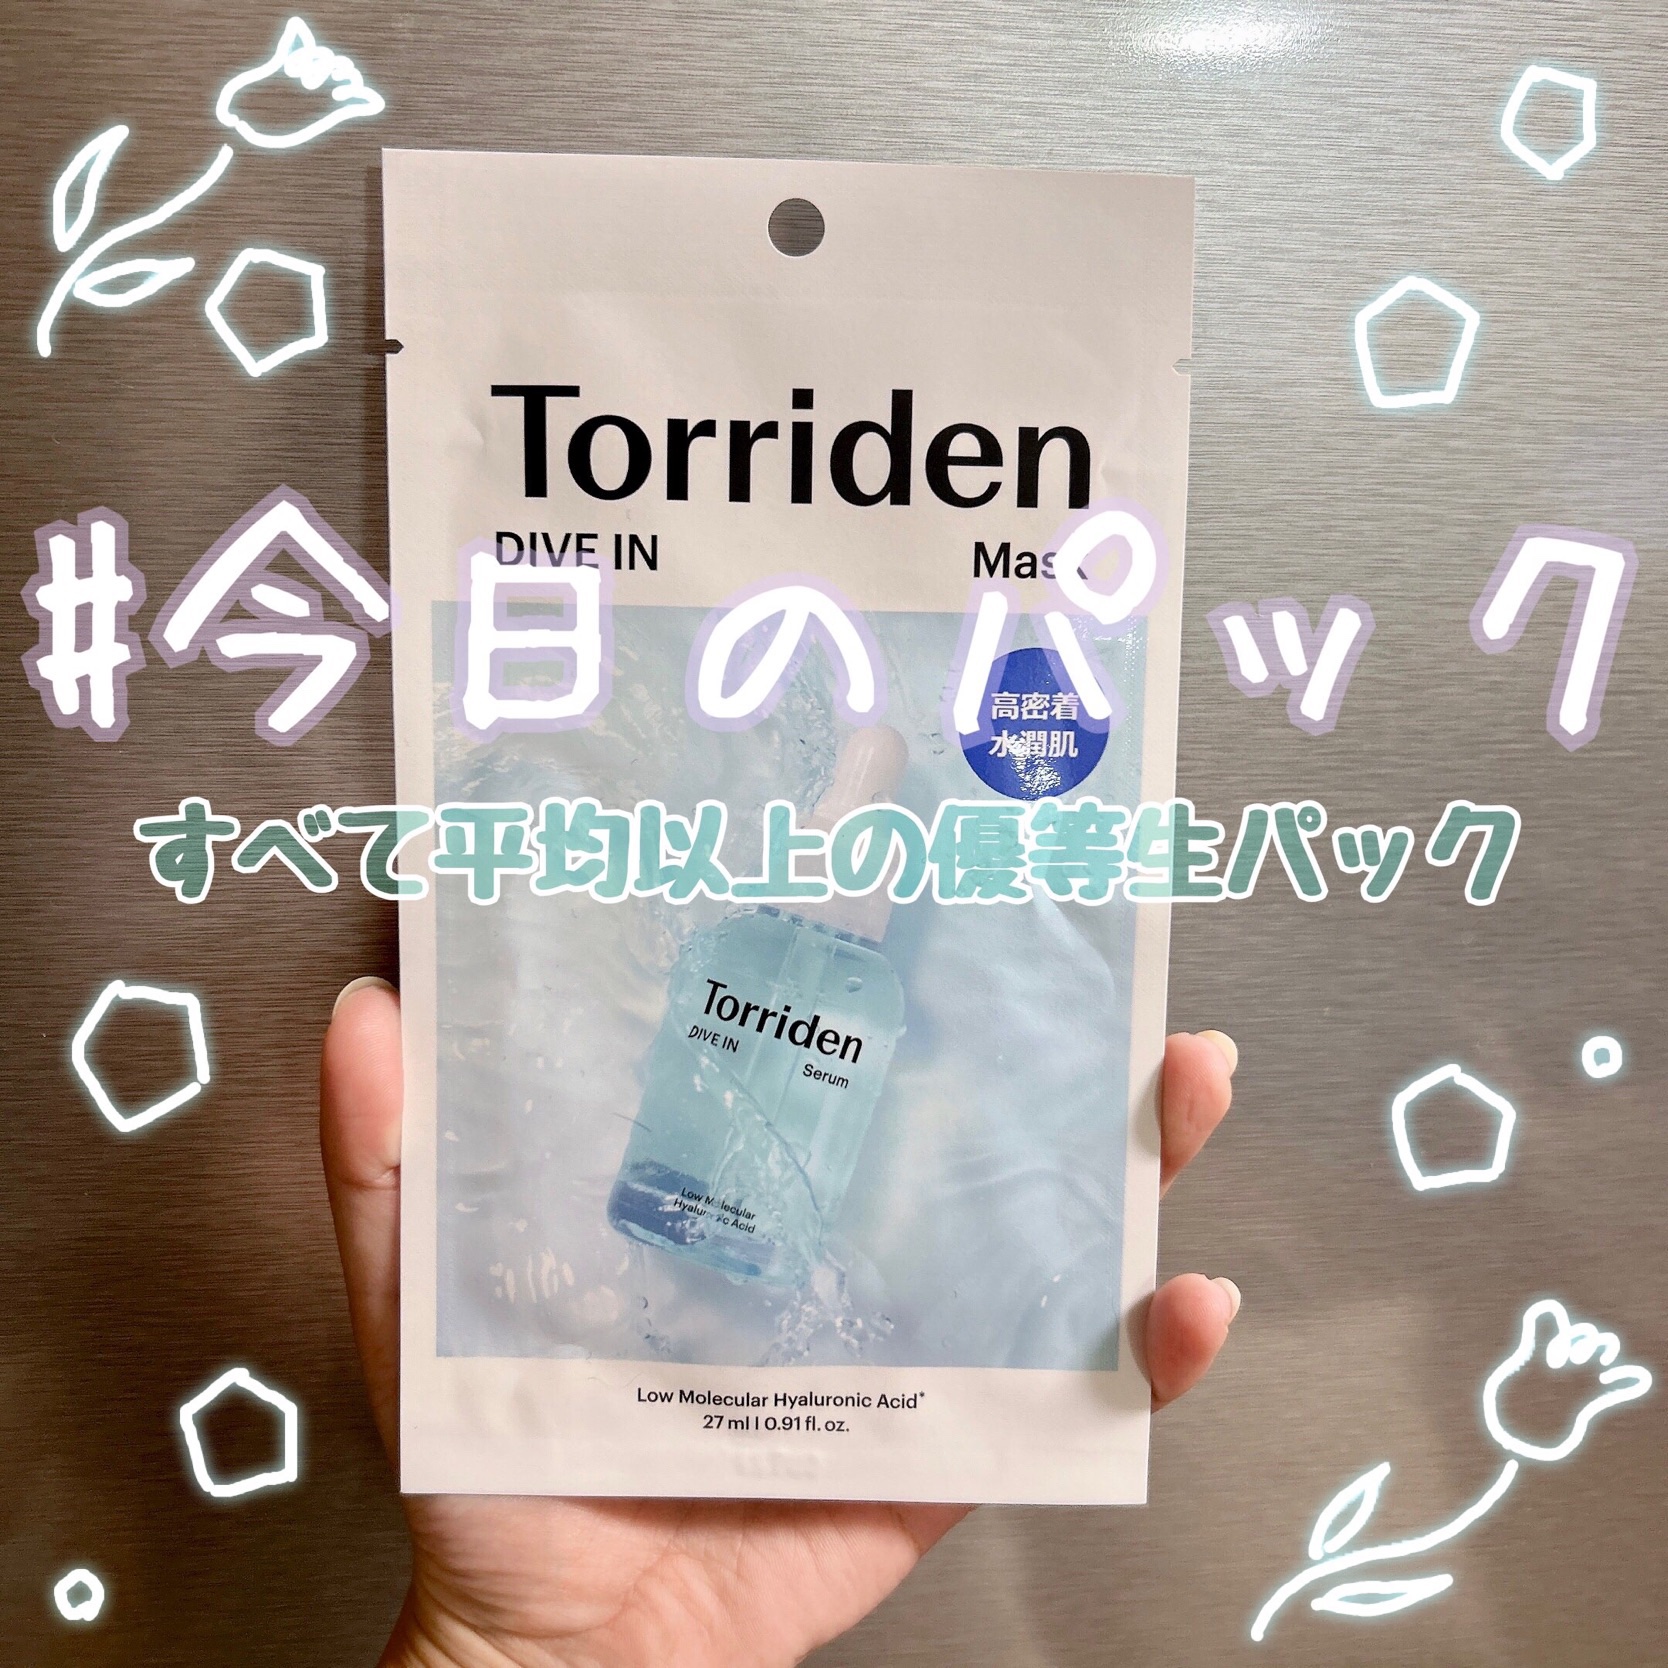 Torriden
DIVE IN Mask
#今日のパック
高密着
水潤肌
すべて平均以上の優等生パック
Torriden
DIVE IN
Serum
Low Molecular
Hyaluronic Acid
Low Molecular Hyaluronic Acid*
27 ml | 0.91 fl. oz.